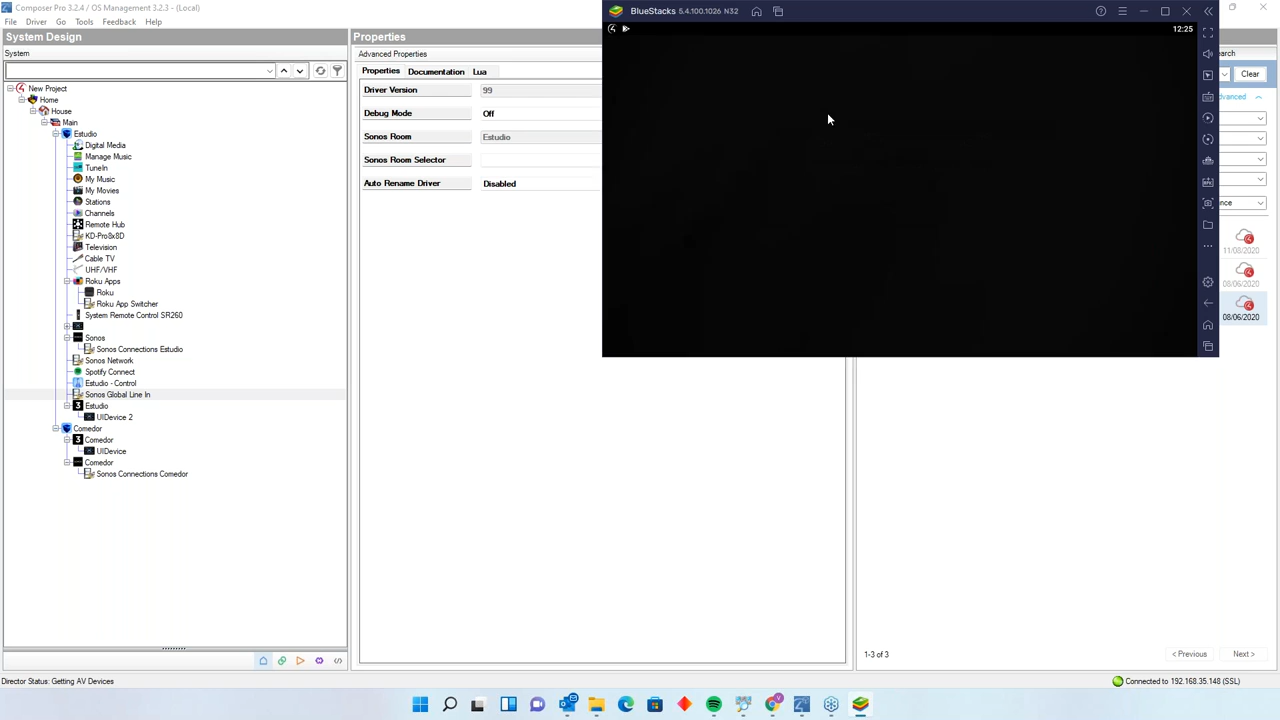 Composer Pro 3.2.4 / OS Management 3.2.3 - (Local)
File Driver Go Tools Feedback Help
System Design
System
New Project
Home
House
Main
Estudio
Digital Media
Manage Music
TuneIn
My Music
My Movies
Stations
Channels
Remote Hub
KD-Pro8x8D
Television
Cable TV
UHF/VHF
Roku Apps
Roku
Roku App Switcher
System Remote Control SR260
Sonos
Sonos Connections Estudio
Sonos Network
Spotify Connect
Estudio - Control
Sonos Global Line In
Estudio
UIDevice 2
Comedor
Comedor
UIDevice
Comedor
Sonos Connections Comedor
Properties
Advanced Properties
Properties Documentation Lua
Driver Version 99
Debug Mode Off
Sonos Room Estudio
Sonos Room Selector
Auto Rename Driver Disabled
BlueStacks 5.4.100.1026 N32
12:25
Clear
11/08/2020
08/06/2020
08/06/2020
1-3 of 3
< Previous Next >
Director Status: Getting AV Devices
Connected to 192.168.35.148 (SSL)